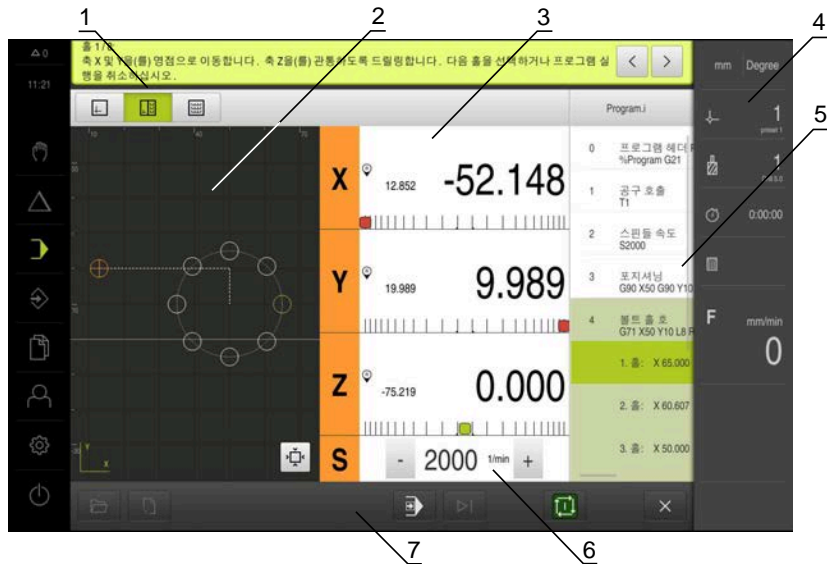 1
2
3
4
5
6
7
△ 0
11:21
홀 1/8
축 X 및 Y을(를) 영점으로 이동합니다. 축 Z을(를) 관통하도록 드릴링합니다. 다음 홀을 선택하거나 프로그램 실
행을 취소하십시오.
< >
mm Degree
Program.i
10 40 70
X 12.852 -52.148
Y 19.989 9.989
Z -75.219 0.000
S - 2000 1/min +
Y
X
0 프로그램 헤더
%Program G21
1 공구 호출
T1
2 스핀들 속도
S2000
3 포지셔닝
G90 X50 G90 Y10
4 볼트 홀 호
G71 X50 Y10 L8
1. 홀: X 65.000
2. 홀: X 60.607
3. 홀: X 50.000
1
preset 1
1
0:00:00
F mm/min
0